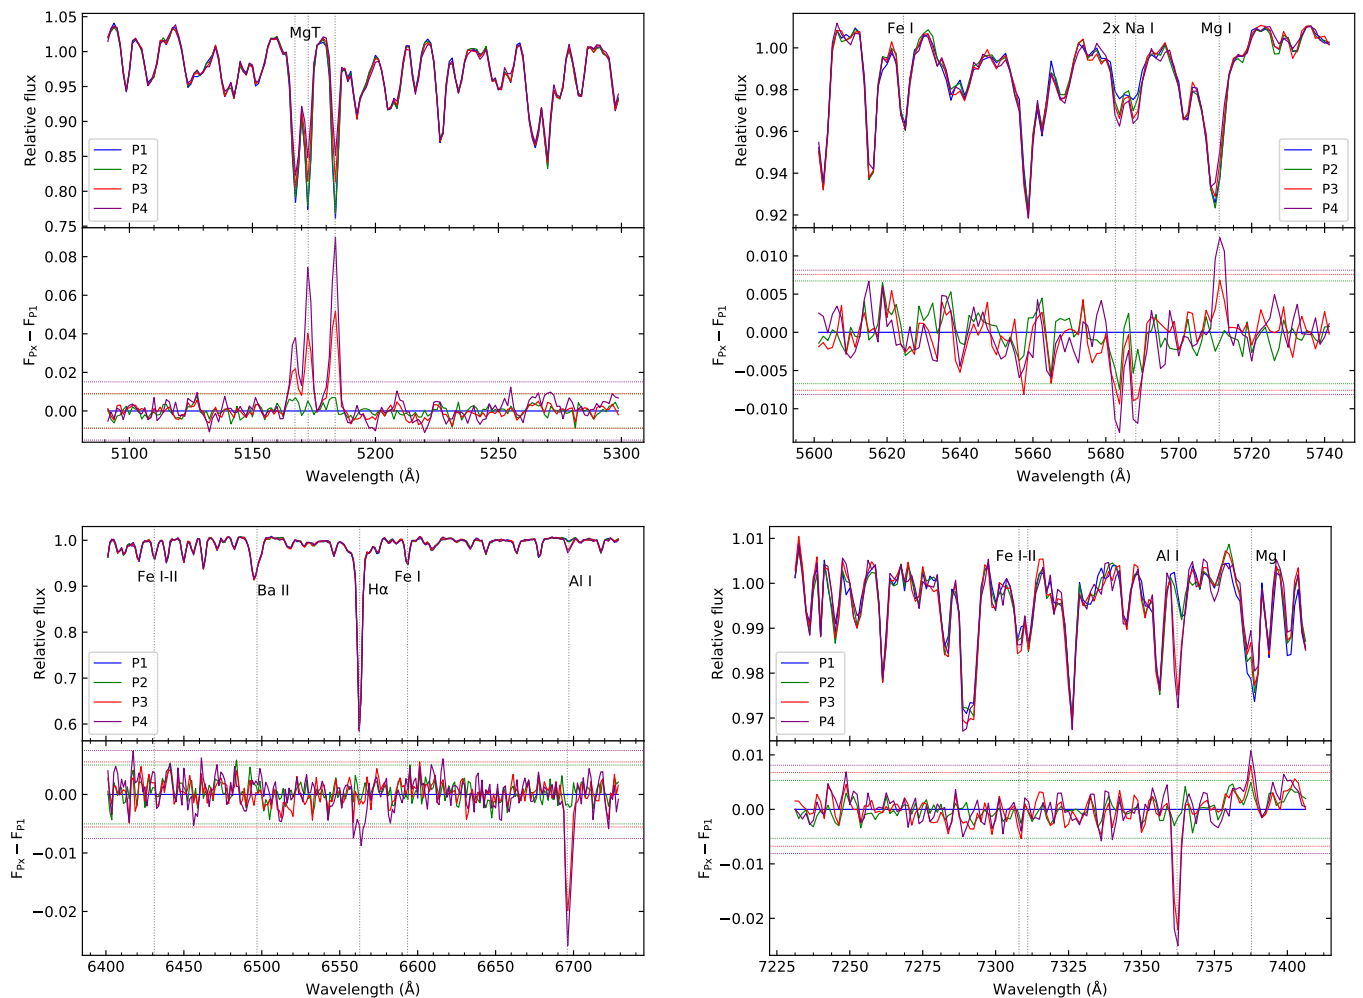 1.05
1.00
0.95
0.90
0.85
0.80
0.75
Relative flux
MgT
P1
P2
P3
P4
0.08
0.06
0.04
0.02
0.00
F_Px − F_P1
5100
5150
5200
5250
5300
Wavelength (Å)
1.00
0.98
0.96
0.94
0.92
Relative flux
Fe I
2x Na I
Mg I
P1
P2
P3
P4
0.010
0.005
0.000
−0.005
−0.010
F_Px − F_P1
5600
5620
5640
5660
5680
5700
5720
5740
Wavelength (Å)
1.0
0.9
0.8
0.7
0.6
Relative flux
Fe I-II
Ba II
Hα
Fe I
Al I
P1
P2
P3
P4
0.00
−0.01
−0.02
F_Px − F_P1
6400
6450
6500
6550
6600
6650
6700
Wavelength (Å)
1.01
1.00
0.99
0.98
0.97
Relative flux
Fe I-II
Al I
Mg I
P1
P2
P3
P4
0.01
0.00
−0.01
−0.02
F_Px − F_P1
7225
7250
7275
7300
7325
7350
7375
7400
Wavelength (Å)